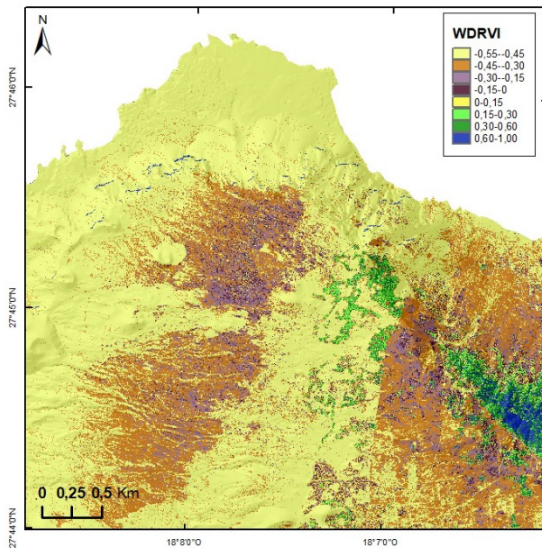 N
WDRVI
-0,55--0,45
-0,45--0,30
-0,30--0,15
-0,15-0
0-0,15
0,15-0,30
0,30-0,60
0,60-1,00
27°46'0"N
27°45'0"N
27°44'0"N
0 0,25 0,5 Km
18°8'0"O
18°70'0"O